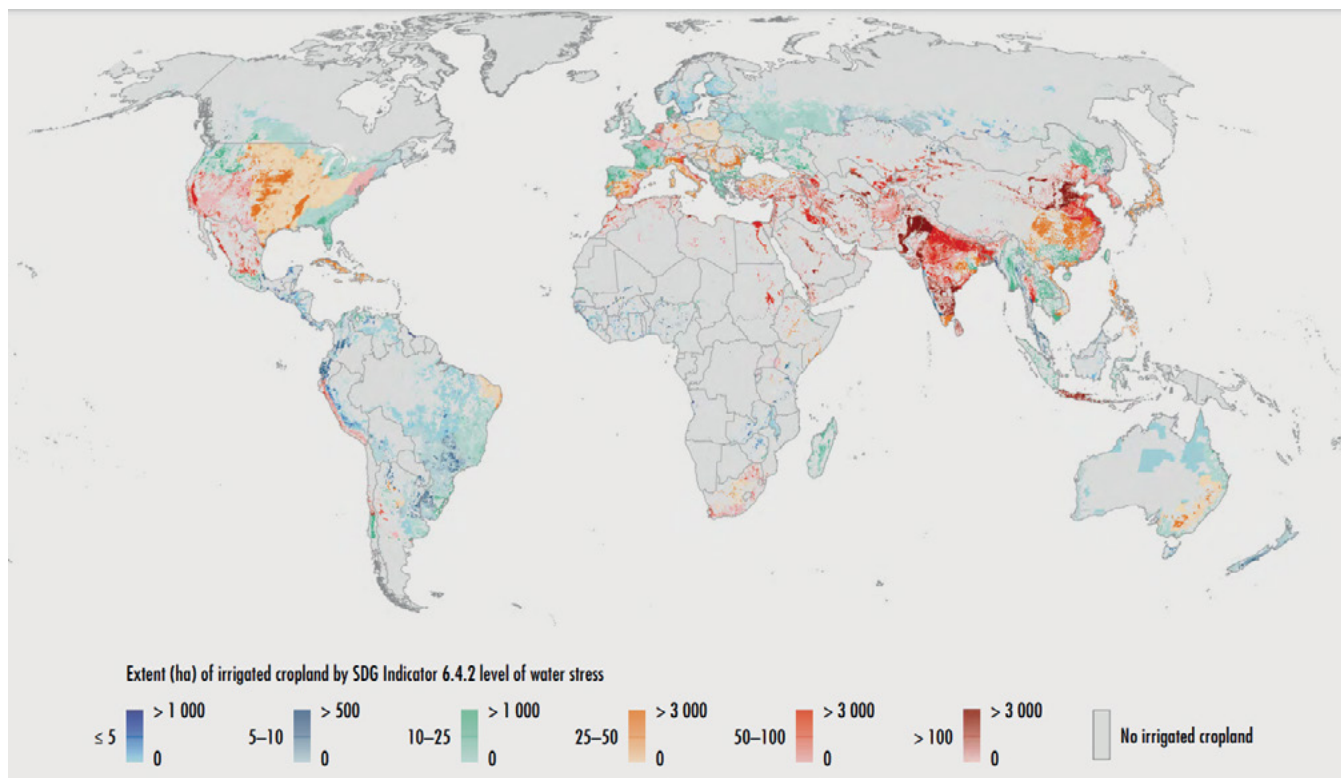 Extent (ha) of irrigated cropland by SDG Indicator 6.4.2 level of water stress
> 1 000 > 500 > 1 000 > 3 000 > 3 000 > 3 000
≤ 5 5–10 10–25 25–50 50–100 > 100 No irrigated cropland
0 0 0 0 0 0